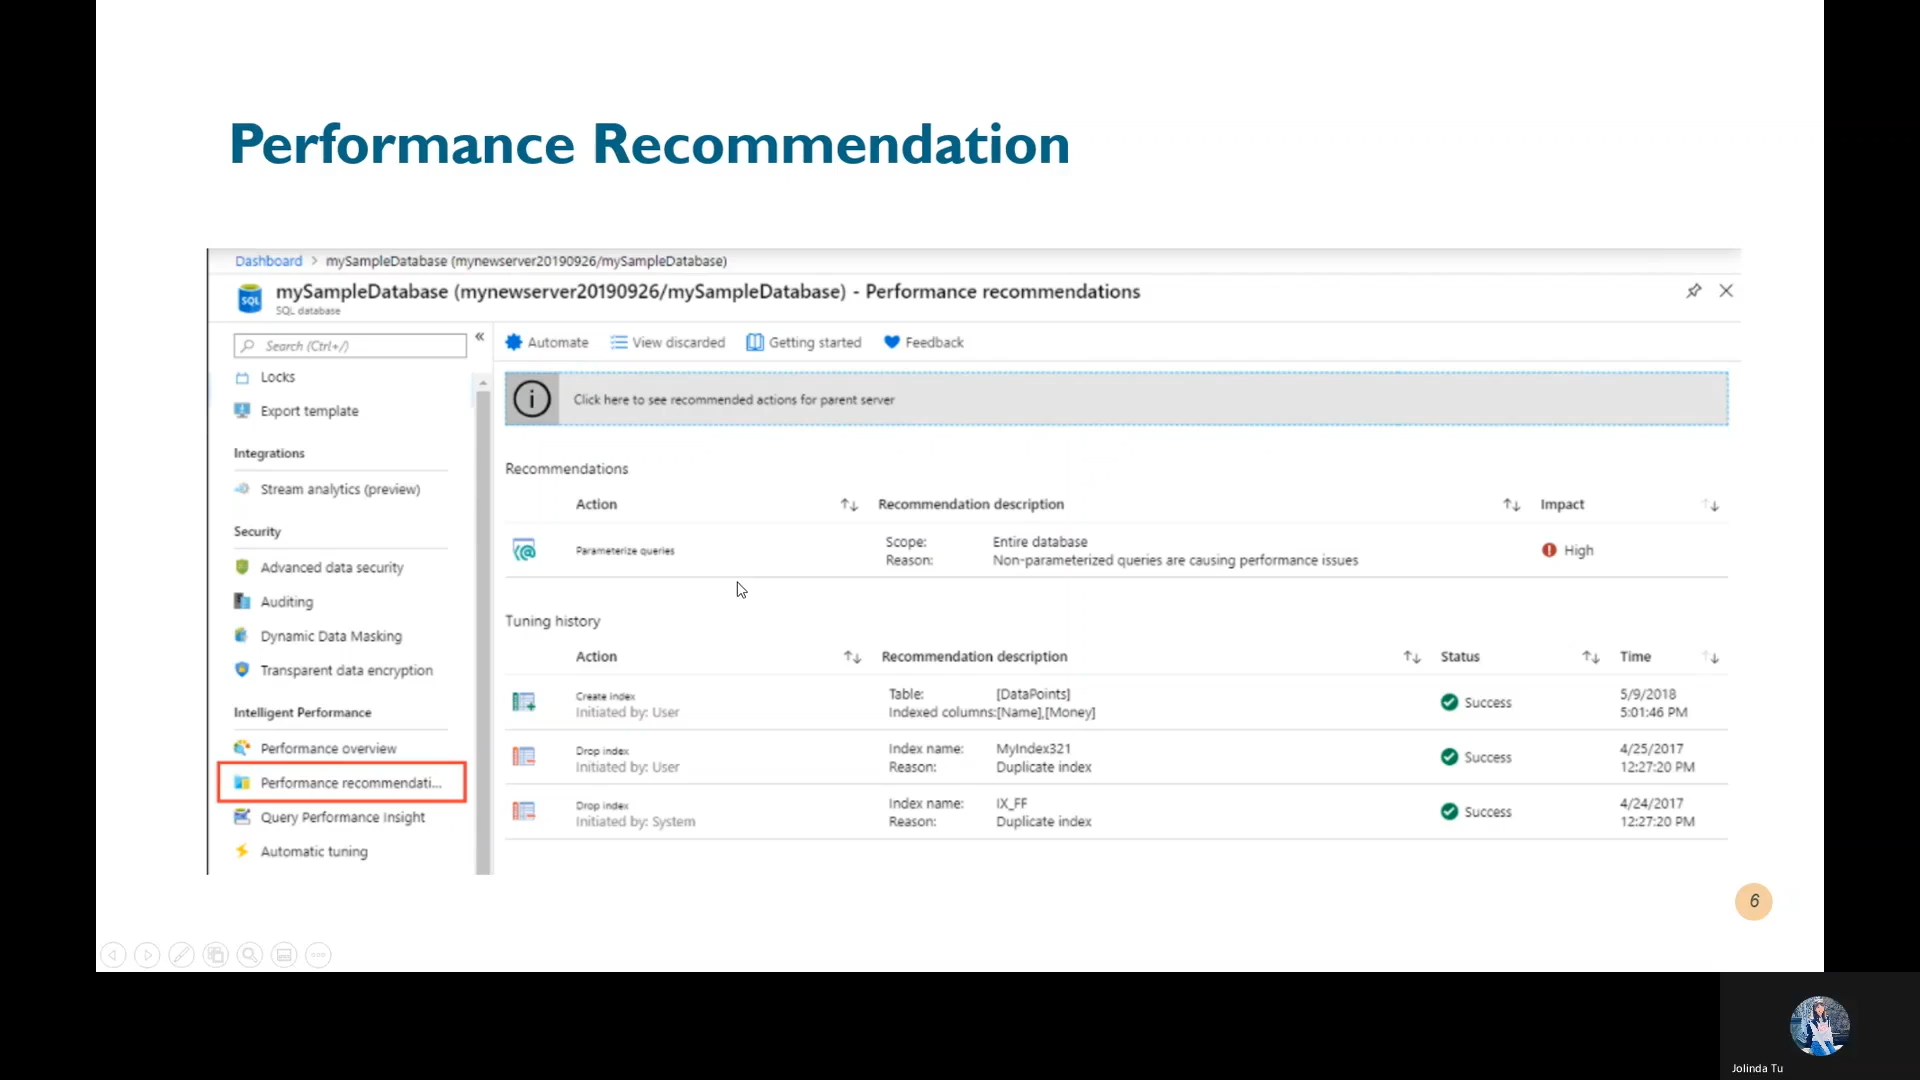 Performance Recommendation
Dashboard > mySampleDatabase (mynewserver20190926/mySampleDatabase)
SQL
mySampleDatabase (mynewserver20190926/mySampleDatabase) - Performance recommendations
SQL database
Search (Ctrl+/)
«
Automate
View discarded
Getting started
Feedback
Locks
Export template
Integrations
Stream analytics (preview)
Security
Advanced data security
Auditing
Dynamic Data Masking
Transparent data encryption
Intelligent Performance
Performance overview
Performance recommendati...
Query Performance Insight
Automatic tuning
Click here to see recommended actions for parent server
Recommendations
Action Recommendation description Impact
Parameterize queries
Scope: Entire database
Reason: Non-parameterized queries are causing performance issues
High
Tuning history
Action Recommendation description Status Time
Create index
Initiated by: User
Table: [DataPoints]
Indexed columns:[Name],[Money]
Success
5/9/2018
5:01:46 PM
Drop index
Initiated by: User
Index name: MyIndex321
Reason: Duplicate index
Success
4/25/2017
12:27:20 PM
Drop index
Initiated by: System
Index name: IX_FF
Reason: Duplicate index
Success
4/24/2017
12:27:20 PM
6
Jolinda Tu